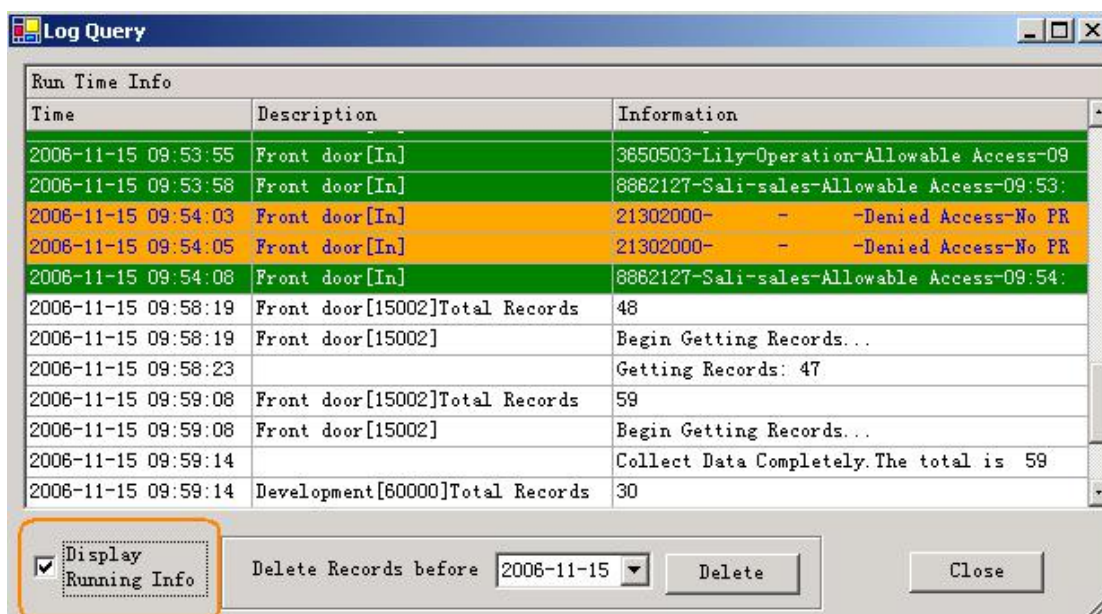 Log Query
Run Time Info
Time Description Information
2006-11-15 09:53:55 Front door[In] 3650503-Lily-Operation-Allowable Access-09
2006-11-15 09:53:58 Front door[In] 8862127-Sali-sales-Allowable Access-09:53:
2006-11-15 09:54:03 Front door[In] 21302000- - -Denied Access-No PR
2006-11-15 09:54:05 Front door[In] 21302000- - -Denied Access-No PR
2006-11-15 09:54:08 Front door[In] 8862127-Sali-sales-Allowable Access-09:54:
2006-11-15 09:58:19 Front door[15002]Total Records 48
2006-11-15 09:58:19 Front door[15002] Begin Getting Records...
2006-11-15 09:58:23 Getting Records: 47
2006-11-15 09:59:08 Front door[15002]Total Records 59
2006-11-15 09:59:08 Front door[15002] Begin Getting Records...
2006-11-15 09:59:14 Collect Data Completely.The total is 59
2006-11-15 09:59:14 Development[60000]Total Records 30
Display
Running Info
Delete Records before 2006-11-15 Delete Close